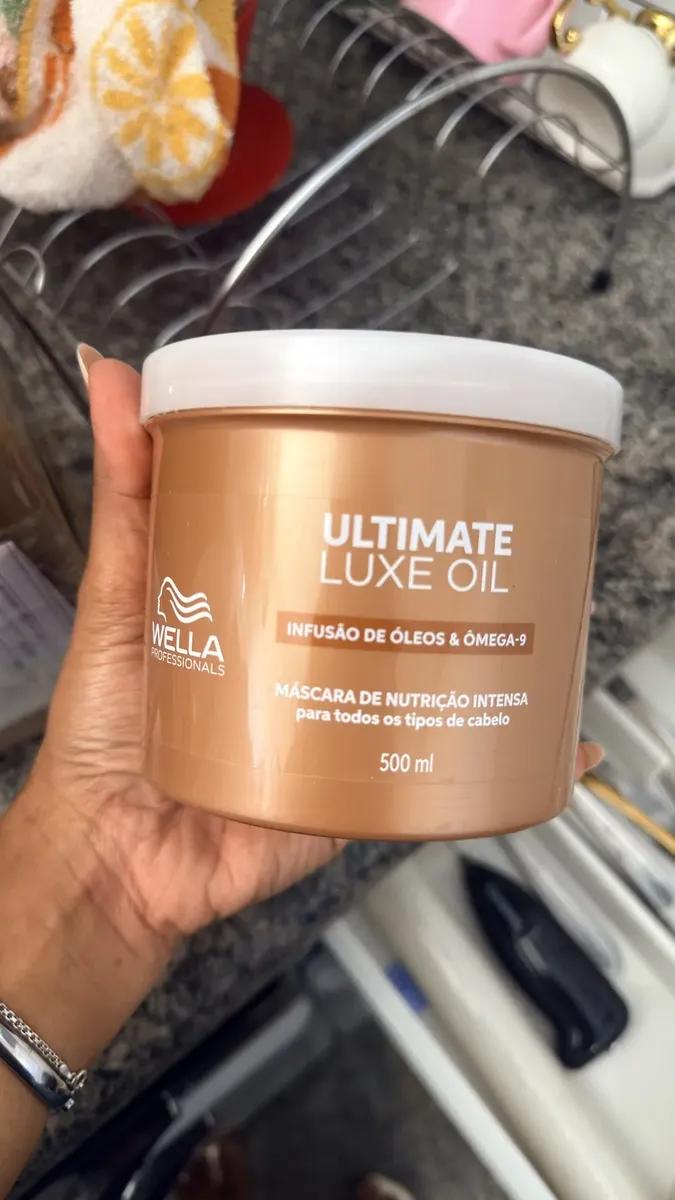 ULTIMATE
LUXE OIL
INFUSÃO DE ÓLEOS & ÔMEGA-9
WELLA
PROFESSIONALS
MÁSCARA DE NUTRIÇÃO INTENSA
para todos os tipos de cabelo
500 ml